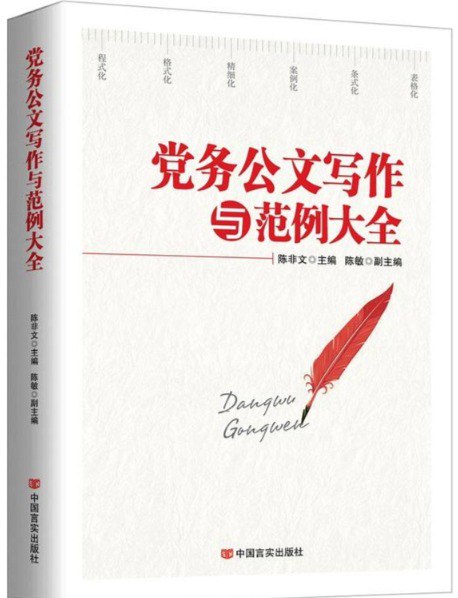 程式化
格式化
精细化
案例化
条式化
表格化
党务公文写作
与范例大全
陈非文◎主编 陈敏◎副主编
Dangwu
Gongwen
中国言实出版社
党务公文写作与范例大全
陈非文◎主编 陈敏◎副主编
中国言实出版社